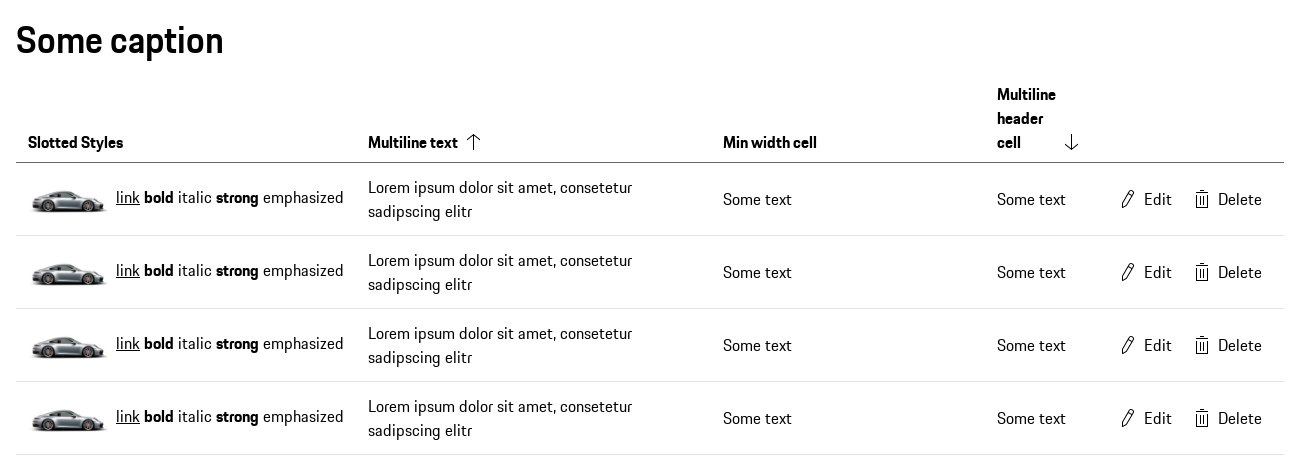 Some caption
Multiline
header
Slotted Styles Multiline text Min width cell cell
link bold italic strong emphasized Lorem ipsum dolor sit amet, consetetur
sadipscing elitr Some text Some text Edit Delete
link bold italic strong emphasized Lorem ipsum dolor sit amet, consetetur
sadipscing elitr Some text Some text Edit Delete
link bold italic strong emphasized Lorem ipsum dolor sit amet, consetetur
sadipscing elitr Some text Some text Edit Delete
link bold italic strong emphasized Lorem ipsum dolor sit amet, consetetur
sadipscing elitr Some text Some text Edit Delete